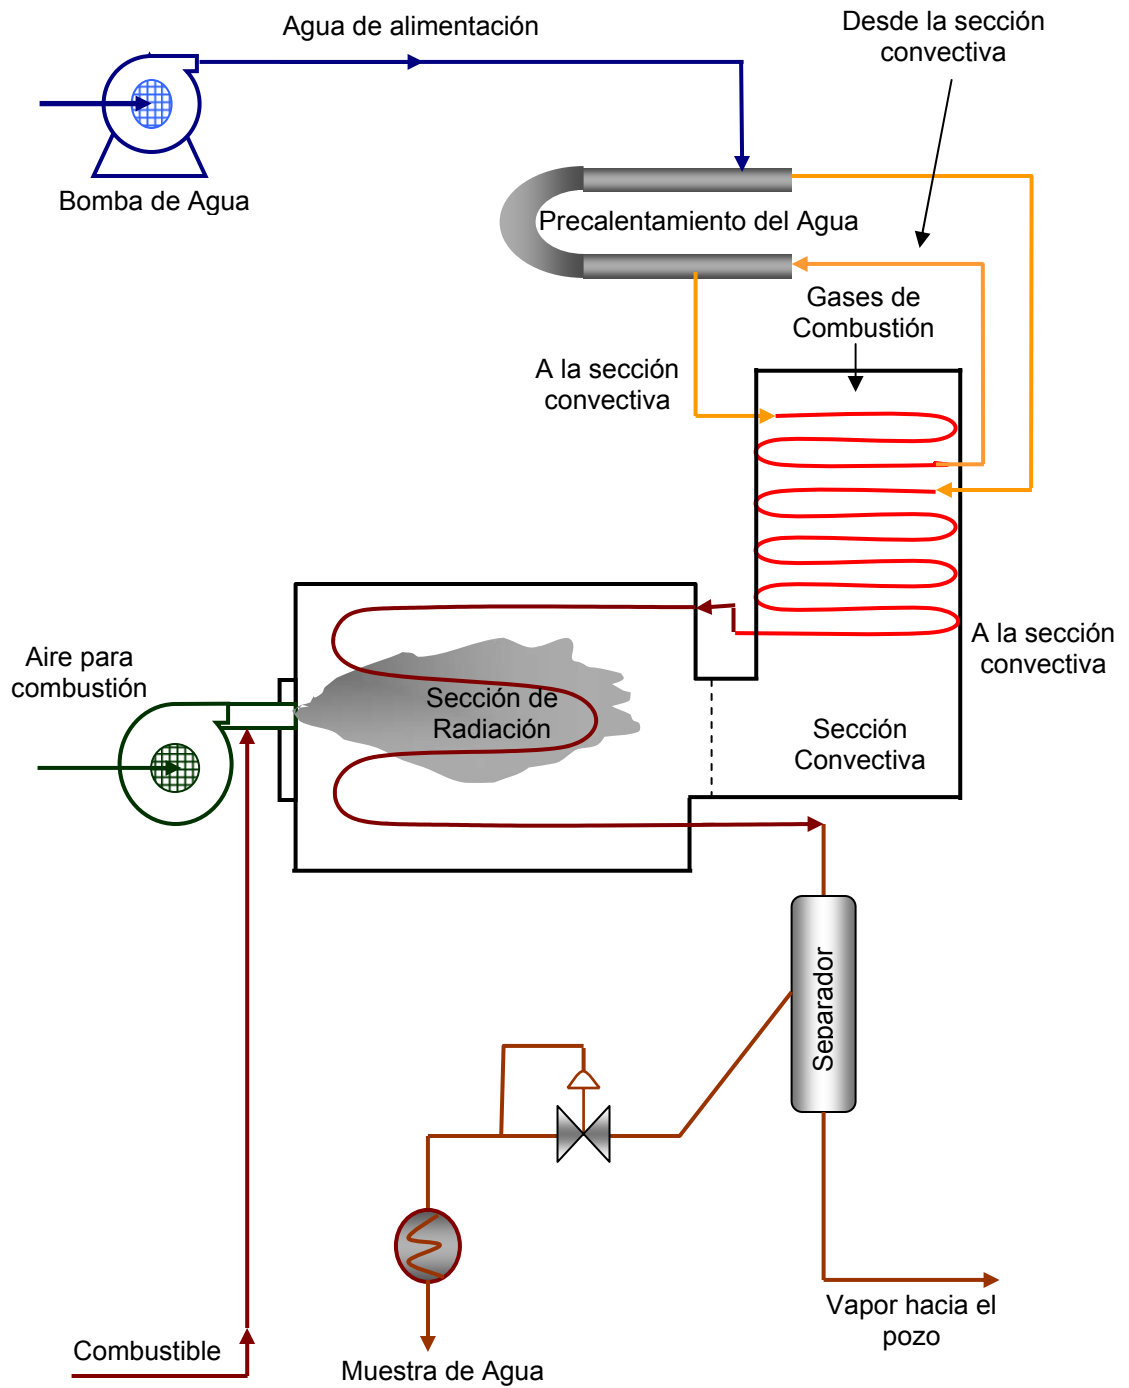 Agua de alimentación
Desde la sección
convectiva
Bomba de Agua
Precalentamiento del Agua
Gases de
Combustión
A la sección
convectiva
A la sección
convectiva
Aire para
combustión
Sección de
Radiación
Sección
Convectiva
Separador
Vapor hacia el
pozo
Combustible
Muestra de Agua